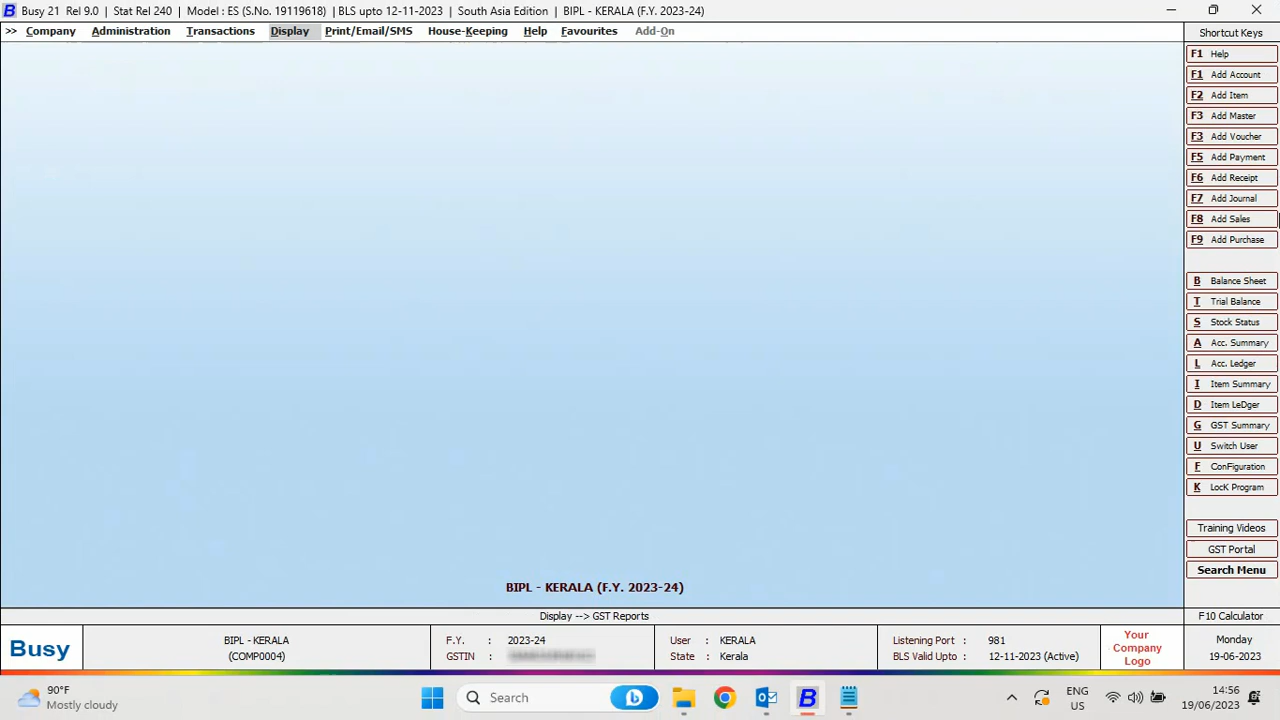 B Busy 21 Rel 9.0 | Stat Rel 240 | Model : ES (S.No. 19119618) | BLS upto 12-11-2023 | South Asia Edition | BIPL - KERALA (F.Y. 2023-24)
>> Company Administration Transactions Display Print/Email/SMS House-Keeping Help Favourites Add-On
Shortcut Keys
F1 Help
F1 Add Account
F2 Add Item
F3 Add Master
F3 Add Voucher
F5 Add Payment
F6 Add Receipt
F7 Add Journal
F8 Add Sales
F9 Add Purchase
B Balance Sheet
T Trial Balance
S Stock Status
A Acc. Summary
L Acc. Ledger
I Item Summary
D Item LeDger
G GST Summary
U Switch User
F ConFiguration
K LocK Program
Training Videos
GST Portal
Search Menu
BIPL - KERALA (F.Y. 2023-24)
Display --> GST Reports
F10 Calculator
Busy
BIPL - KERALA
(COMP0004)
F.Y. : 2023-24
GSTIN :
User : KERALA
State : Kerala
Listening Port : 981
BLS Valid Upto : 12-11-2023 (Active)
Your
Company
Logo
Monday
19-06-2023
90°F
Mostly cloudy
Search
b
B
ENG
US
14:56
19/06/2023